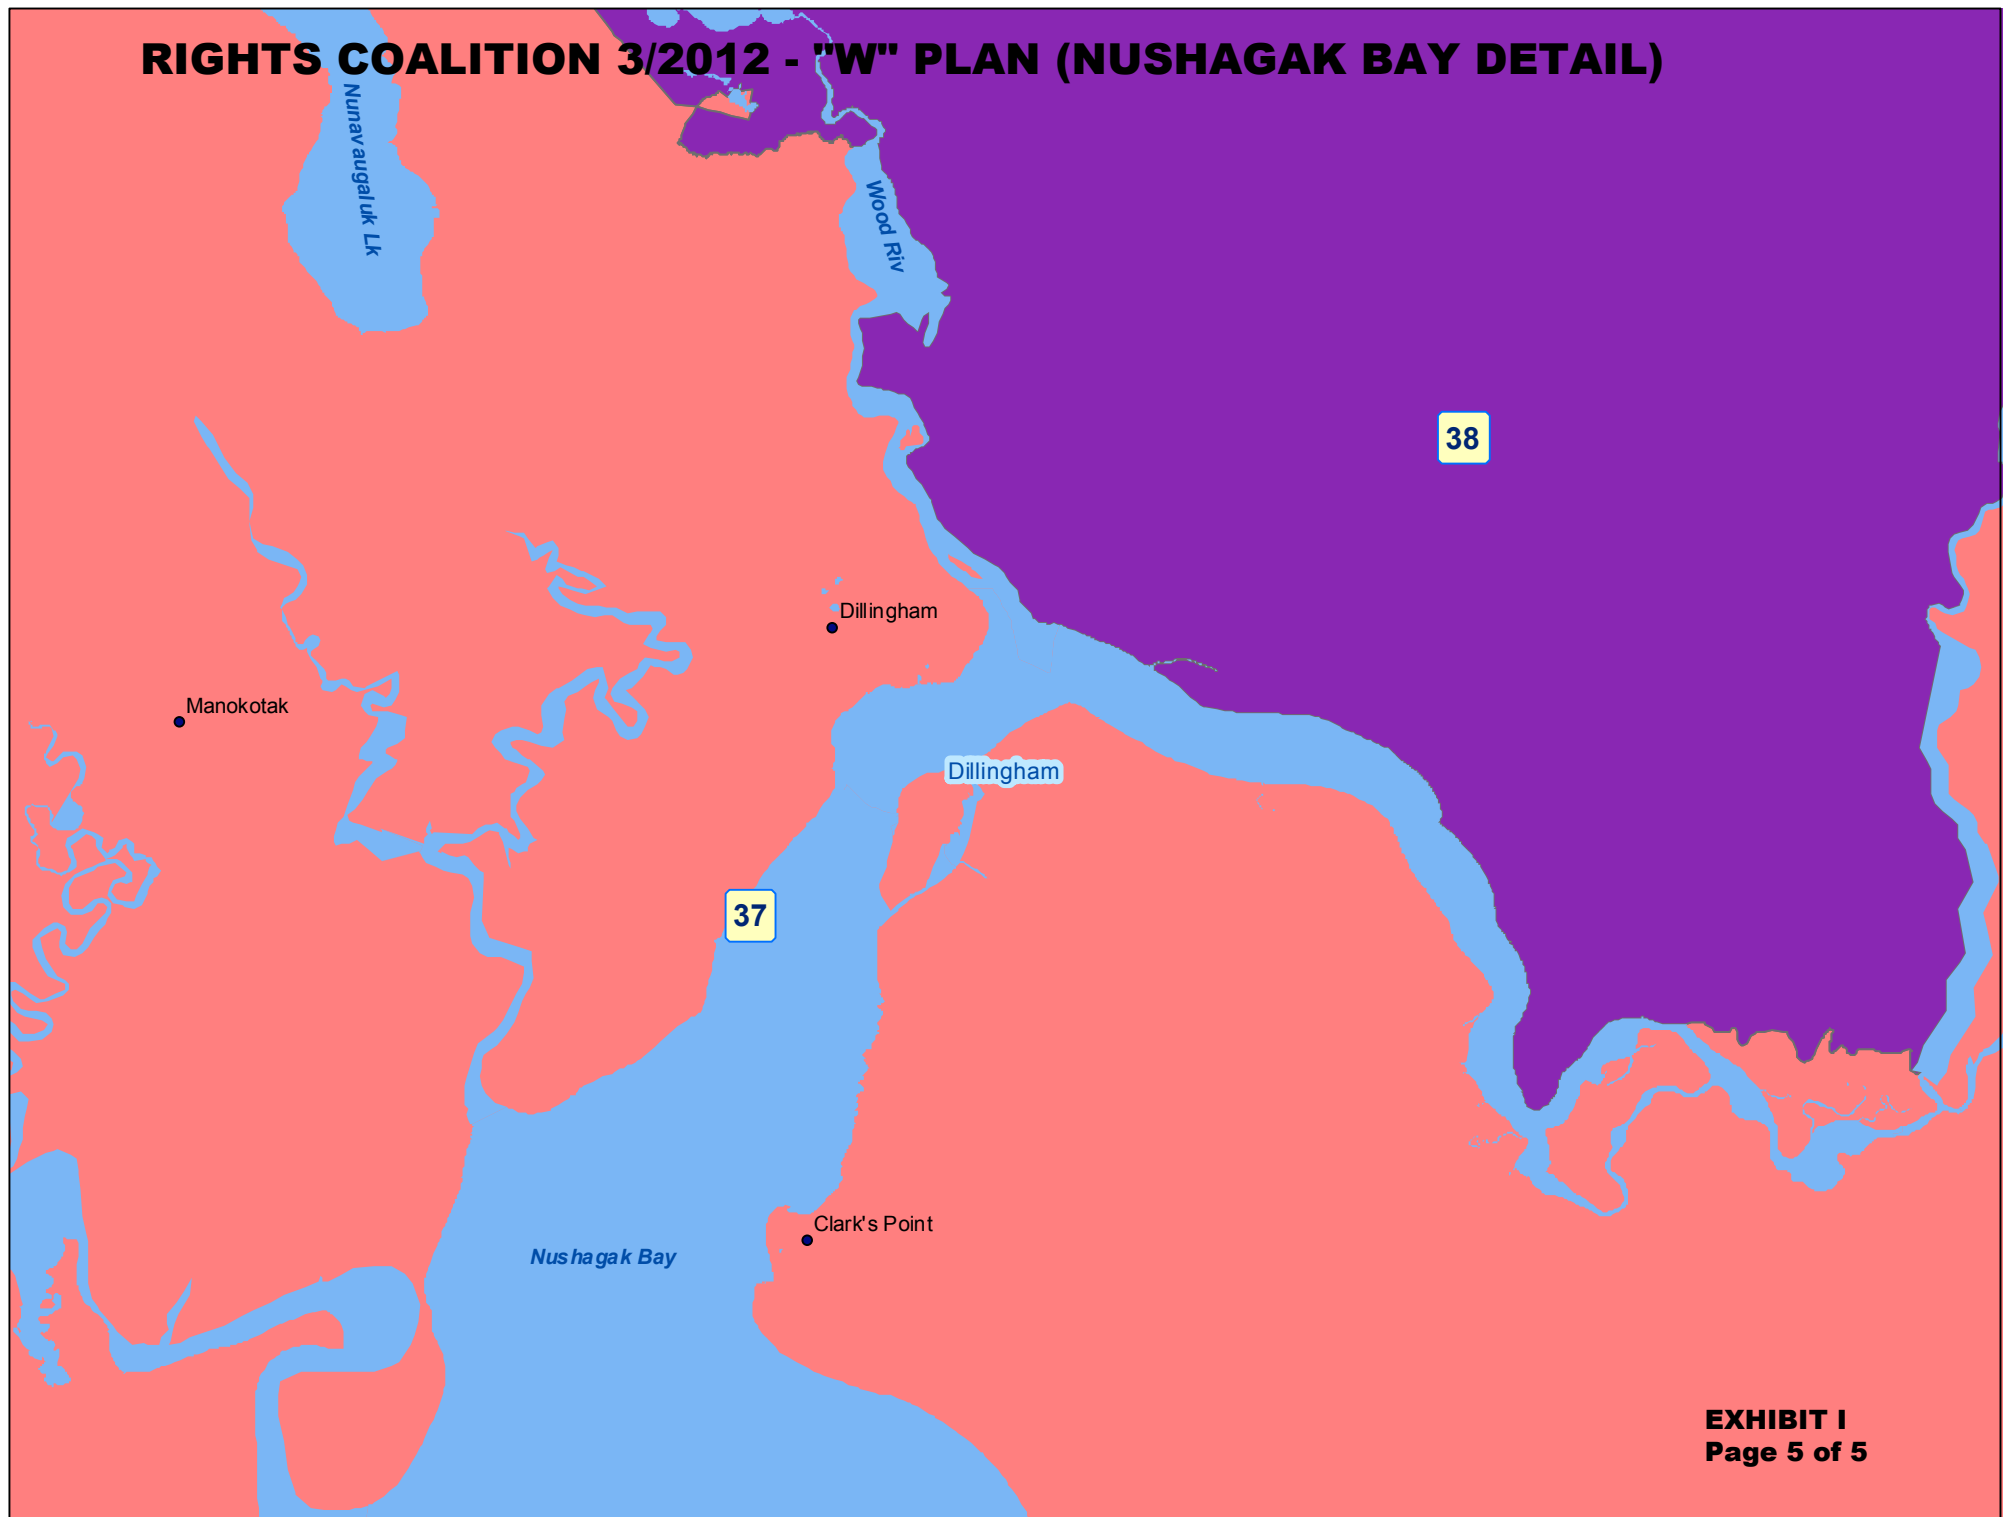 RIGHTS COALITION 3/2012 - "W" PLAN (NUSHAGAK BAY DETAIL)
Nunavaugaluk Lk
Wood Riv
38
Dillingham
Manokotak
Dillingham
37
Clark's Point
Nushagak Bay
EXHIBIT I
Page 5 of 5